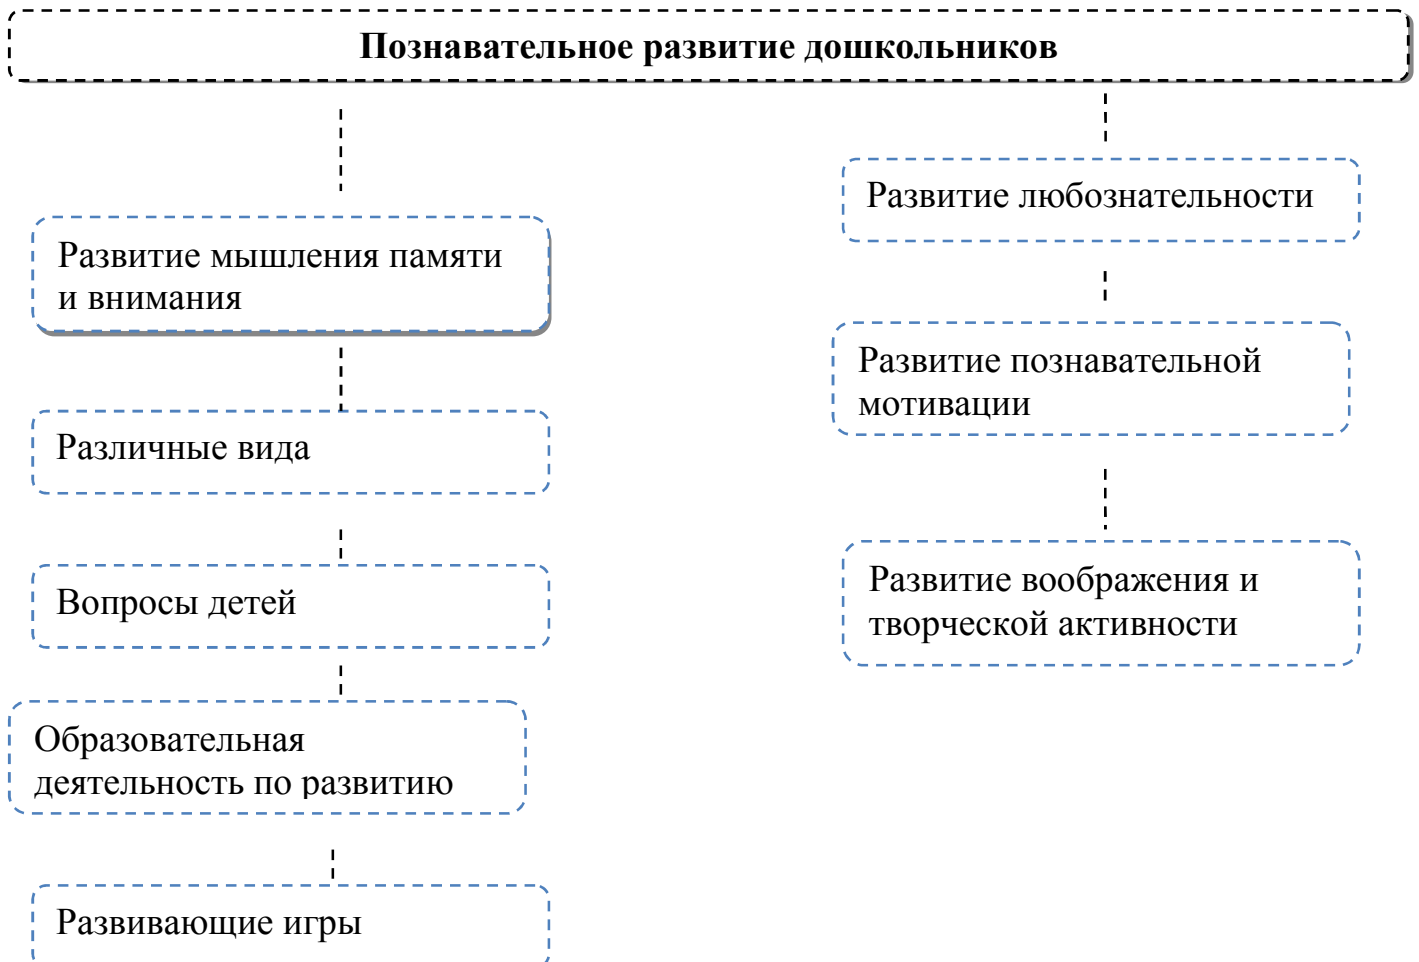 Познавательное развитие дошкольников
Развитие мышления памяти
и внимания
Различные вида
Вопросы детей
Образовательная
деятельность по развитию
Развивающие игры
Развитие любознательности
Развитие познавательной
мотивации
Развитие воображения и
творческой активности